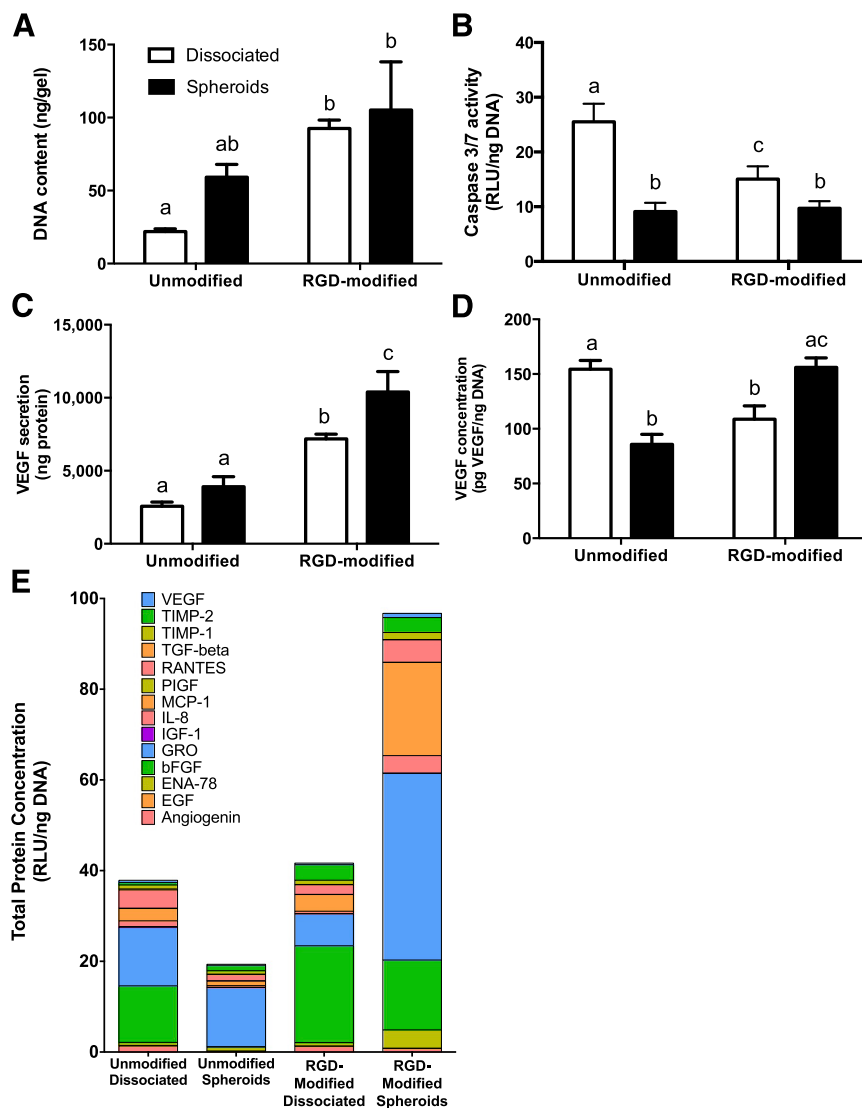 A
DNA content (ng/gel)
150
100
50
0
Dissociated
Spheroids
a
ab
b
b
Unmodified
RGD-modified
B
Caspase 3/7 activity
(RLU/ng DNA)
40
30
20
10
0
a
b
c
b
Unmodified
RGD-modified
C
VEGF secretion
(ng protein)
15,000
10,000
5,000
0
a
a
b
c
Unmodified
RGD-modified
D
VEGF concentration
(pg VEGF/ng DNA)
200
150
100
50
0
a
b
b
ac
Unmodified
RGD-modified
E
Total Protein Concentration
(RLU/ng DNA)
100
80
60
40
20
0
VEGF
TIMP-2
TIMP-1
TGF-beta
RANTES
PIGF
MCP-1
IL-8
IGF-1
GRO
bFGF
ENA-78
EGF
Angiogenin
Unmodified
Dissociated
Unmodified
Spheroids
RGD-
Modified
Dissociated
RGD-
Modified
Spheroids